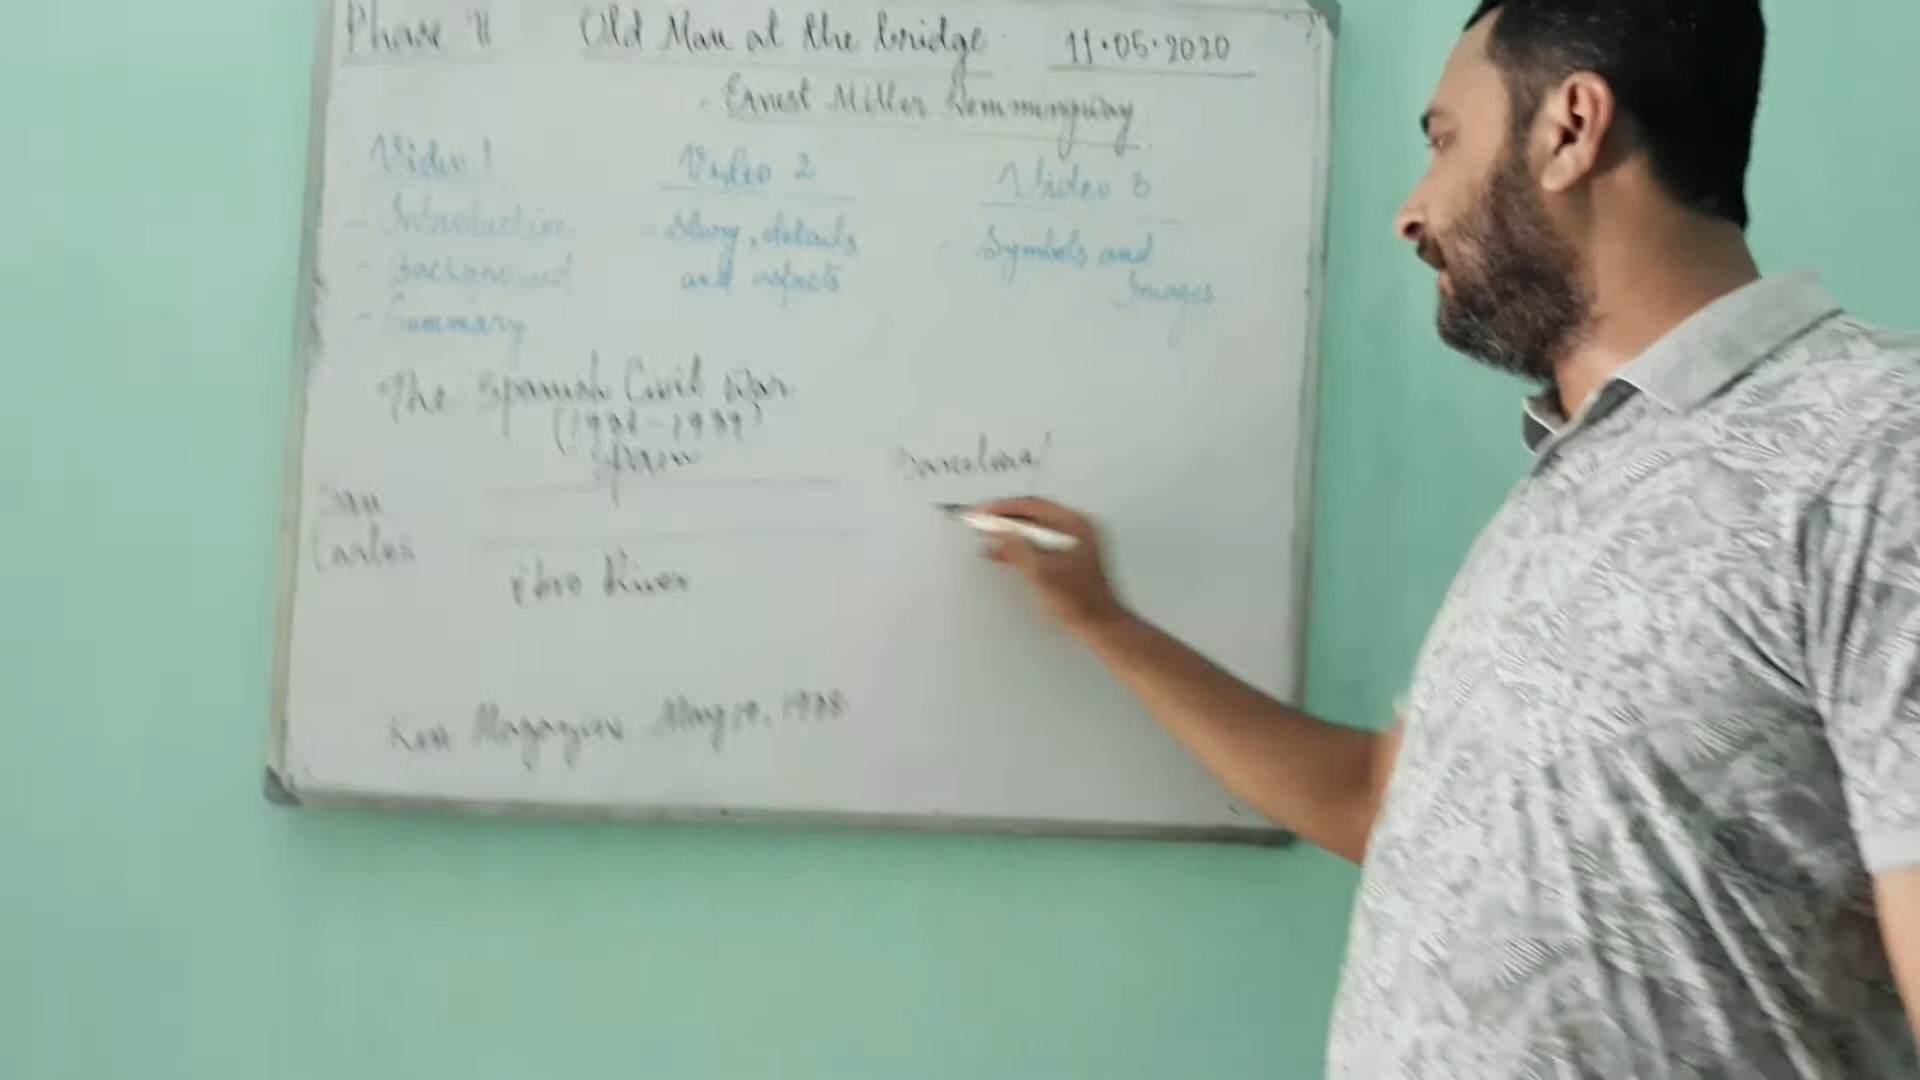 Phase II Old Man at the bridge 11.05.2020
- Ernest Miller Hemmingway
Video 1 Video 2 Video 3
- Introduction - Story, details - Symbols and
- Background and aspects Images
- Summary
The Spanish Civil War
(1936-1939)
Spain Barcelona
San
Carlos
Ebro River
Ken Magazine May 19, 1938